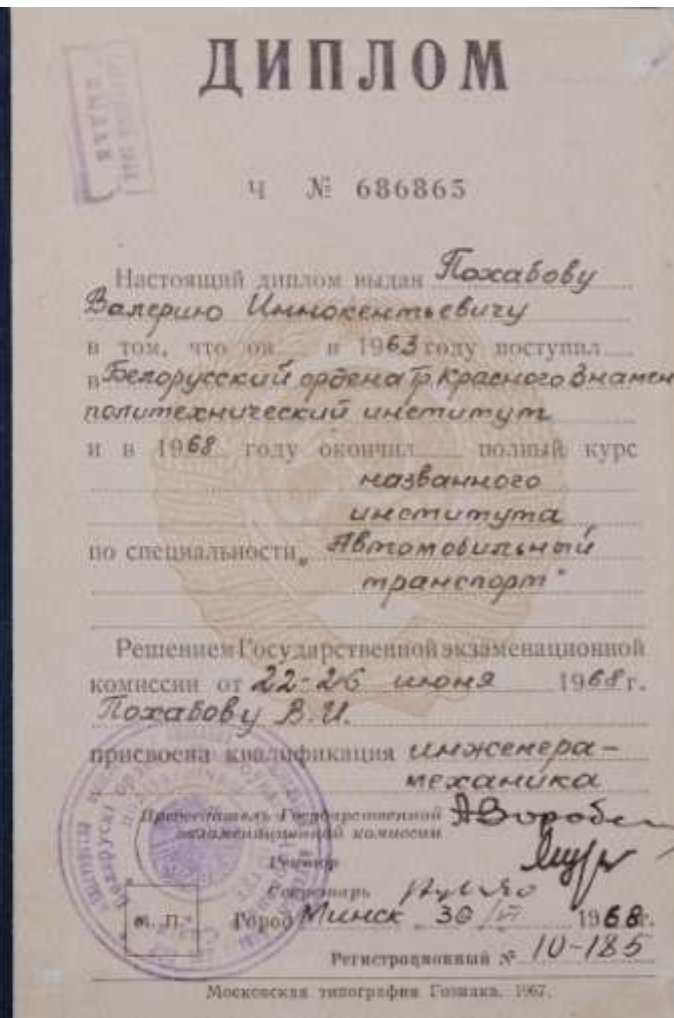 ДИПЛОМ
Ч № 686865
Настоящий диплом выдан Похабову
Валерию Иннокентьевичу
в том, что он в 1963 году поступил
в Белорусский ордена Тр. Красного Знамен
политехнический институт
и в 1968 году окончил полный курс
названного
института
по специальности „Автомобильный
транспорт"
Решением Государственной экзаменационной
комиссии от 22-26 июня 1968 г.
Похабову В.И.
присвоена квалификация инженера-
механика
Председатель Государственной
экзаменационной комиссии
Ректор
Секретарь
М. П. Город Минск 30/VI 1968 г.
Регистрационный № 10-185
Московская типография Гознака. 1967.